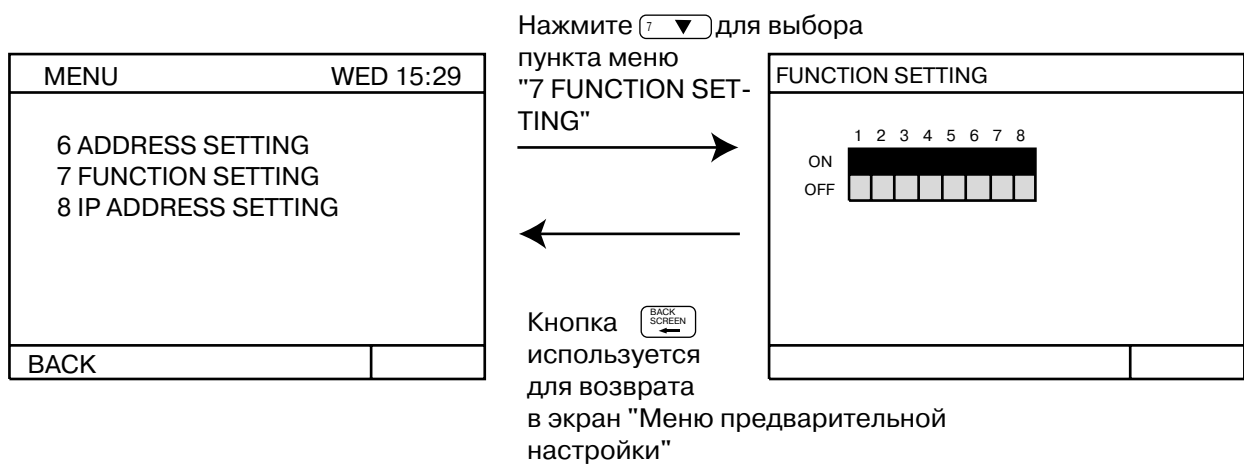 MENU WED 15:29
6 ADDRESS SETTING
7 FUNCTION SETTING
8 IP ADDRESS SETTING
BACK
Нажмите 7 ▼ для выбора
пункта меню
"7 FUNCTION SET-
TING"
Кнопка BACK SCREEN
используется
для возврата
в экран "Меню предварительной
настройки"
FUNCTION SETTING
1 2 3 4 5 6 7 8
ON
OFF